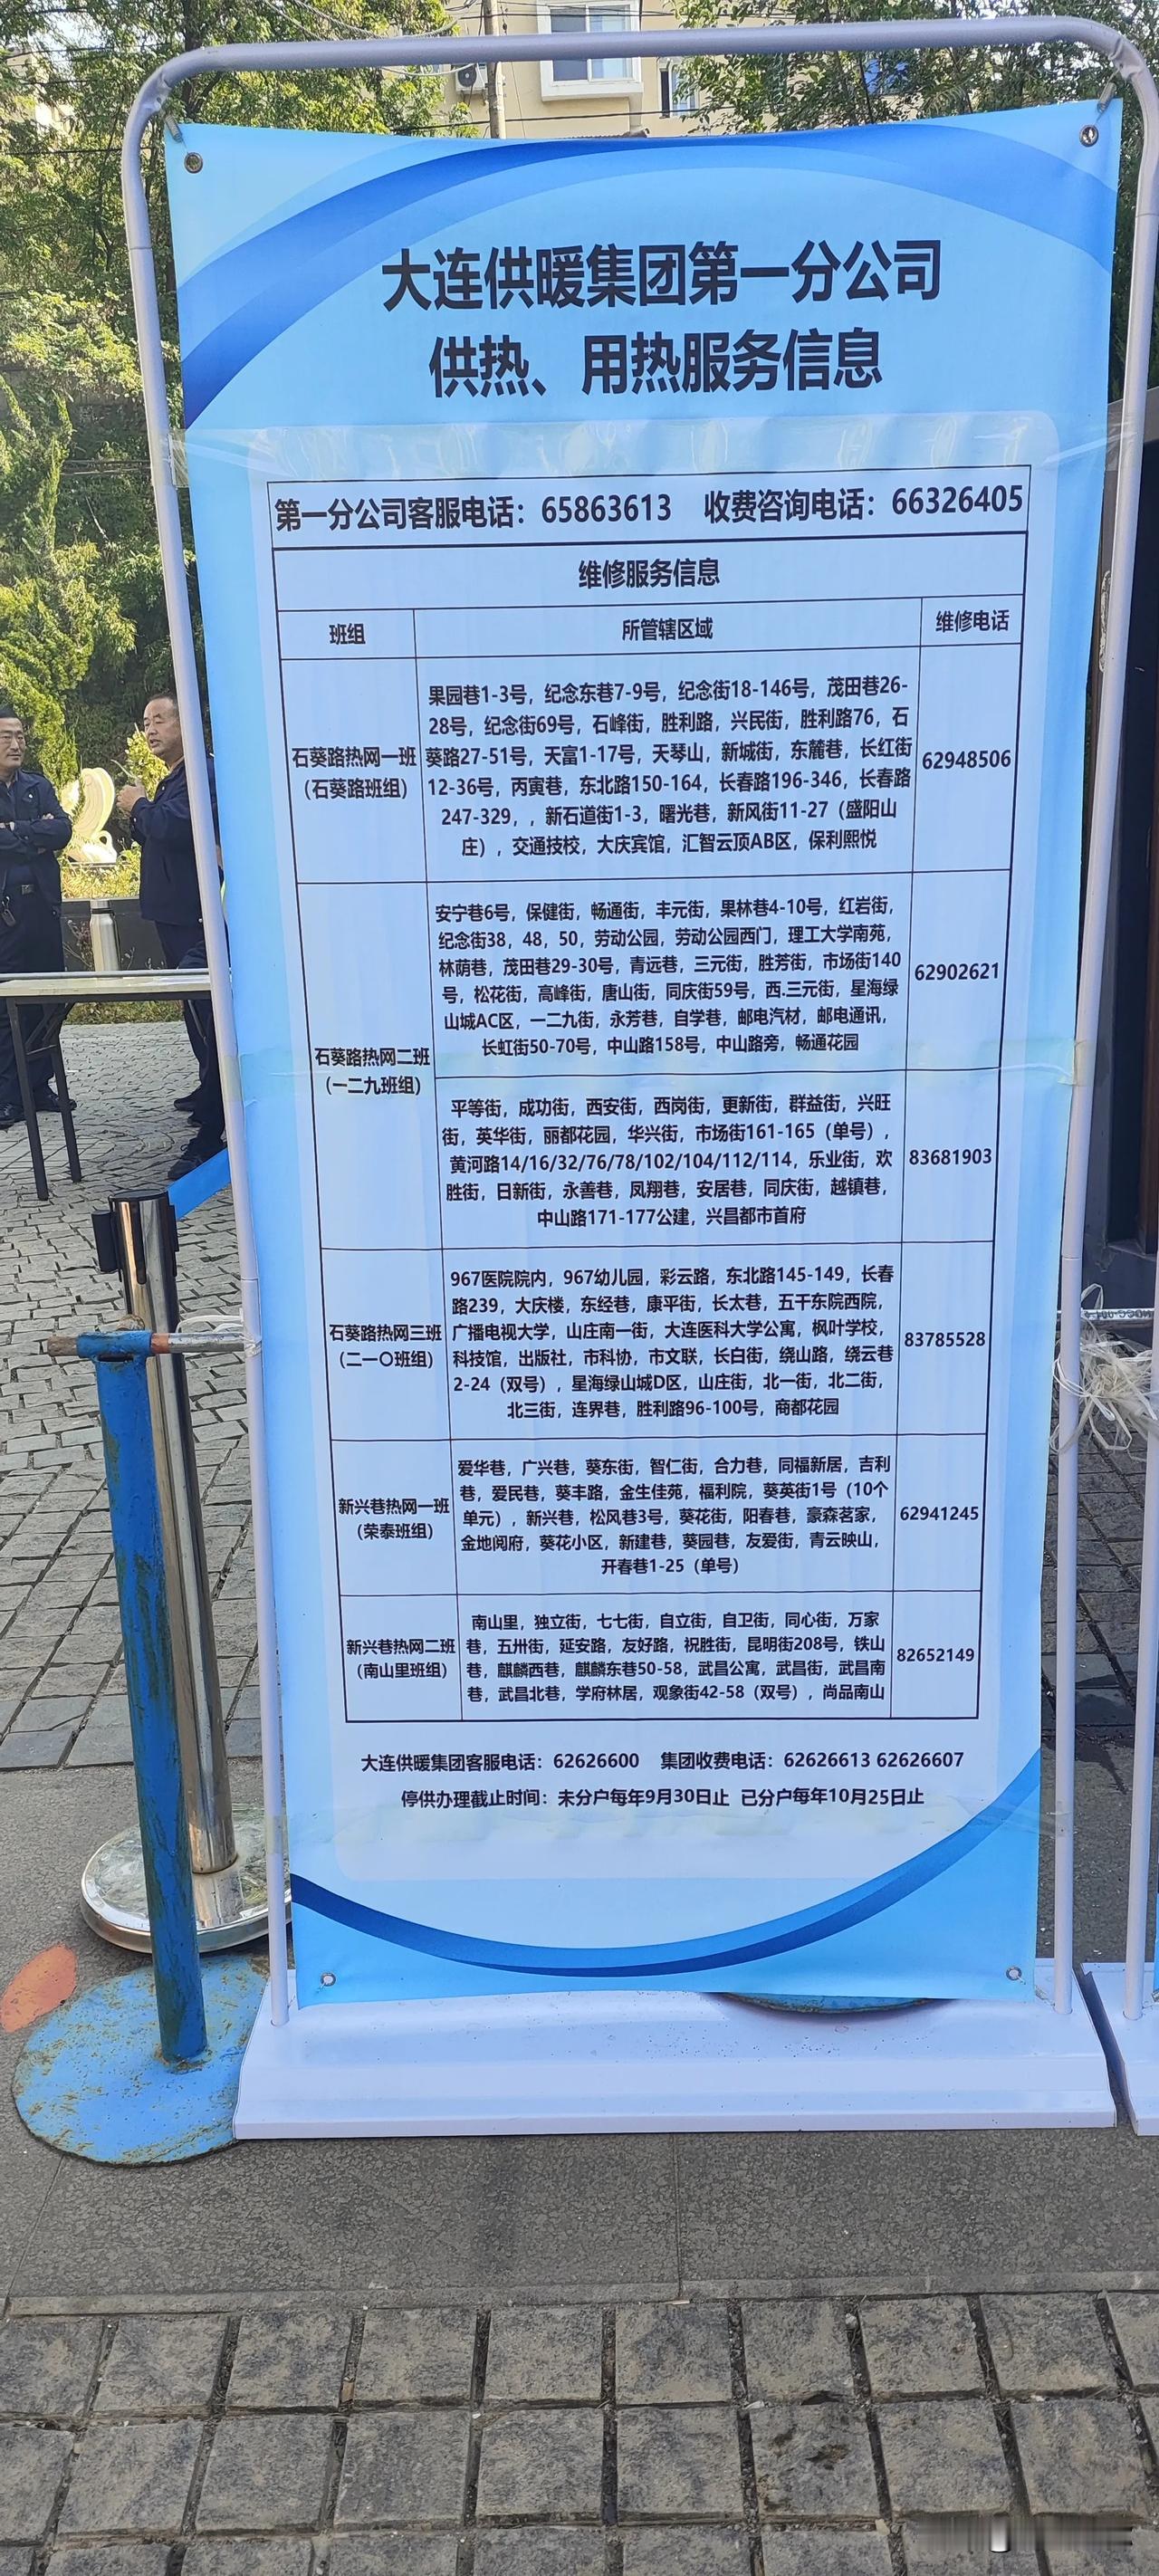 大连供暖集团第一分公司
供热、用热服务信息
第一分公司客服电话：65863613 收费咨询电话：66326405
维修服务信息
班组 所管辖区域 维修电话
石葵路热网一班
（石葵路班组）
果园巷1-3号，纪念东巷7-9号，纪念街18-146号，茂田巷26-
28号，纪念街69号，石峰街，胜利路，兴民街，胜利路76，石
葵路27-51号，天富1-17号，天琴山，新城街，东麓巷，长红街
12-36号，丙寅巷，东北路150-164，长春路196-346，长春路
247-329，，新石道街1-3，曙光巷，新风街11-27（盛阳山
庄），交通技校，大庆宾馆，汇智云顶AB区，保利熙悦
62948506
石葵路热网二班
（一二九班组）
安宁巷6号，保健街，畅通街，丰元街，果林巷4-10号，红岩街，
纪念街38，48，50，劳动公园，劳动公园西门，理工大学南苑，
林荫巷，茂田巷29-30号，青远巷，三元街，胜芳街，市场街140
号，松花街，高峰街，唐山街，同庆街59号，西.三元街，星海绿
山城AC区，一二九街，永芳巷，自学巷，邮电汽材，邮电通讯，
长虹街50-70号，中山路158号，中山路旁，畅通花园
62902621
平等街，成功街，西安街，西岗街，更新街，群益街，兴旺
街，英华街，丽都花园，华兴街，市场街161-165（单号），
黄河路14/16/32/76/78/102/104/112/114，乐业街，欢
胜街，日新街，永善巷，凤翔巷，安居巷，同庆街，越镇巷，
中山路171-177公建，兴昌都市首府
83681903
石葵路热网三班
（二一〇班组）
967医院院内，967幼儿园，彩云路，东北路145-149，长春
路239，大庆楼，东经巷，康平街，长太巷，五干东院西院，
广播电视大学，山庄南一街，大连医科大学公寓，枫叶学校，
科技馆，出版社，市科协，市文联，长白街，绕山路，绕云巷
2-24（双号），星海绿山城D区，山庄街，北一街，北二街，
北三街，连界巷，胜利路96-100号，商都花园
83785528
新兴巷热网一班
（荣泰班组）
爱华巷，广兴巷，葵东街，智仁街，合力巷，同福新居，吉利
巷，爱民巷，葵丰路，金生佳苑，福利院，葵英街1号（10个
单元），新兴巷，松风巷3号，葵花街，阳春巷，豪森茗家，
金地阅府，葵花小区，新建巷，葵园巷，友爱街，青云映山，
开春巷1-25（单号）
62941245
新兴巷热网二班
（南山里班组）
南山里，独立街，七七街，自立街，自卫街，同心街，万家
巷，五卅街，延安路，友好路，祝胜街，昆明街208号，铁山
巷，麒麟西巷，麒麟东巷50-58，武昌公寓，武昌街，武昌南
巷，武昌北巷，学府林居，观象街42-58（双号），尚品南山
82652149
大连供暖集团客服电话：62626600 集团收费电话：62626613 62626607
停供办理截止时间：未分户每年9月30日止 已分户每年10月25日止